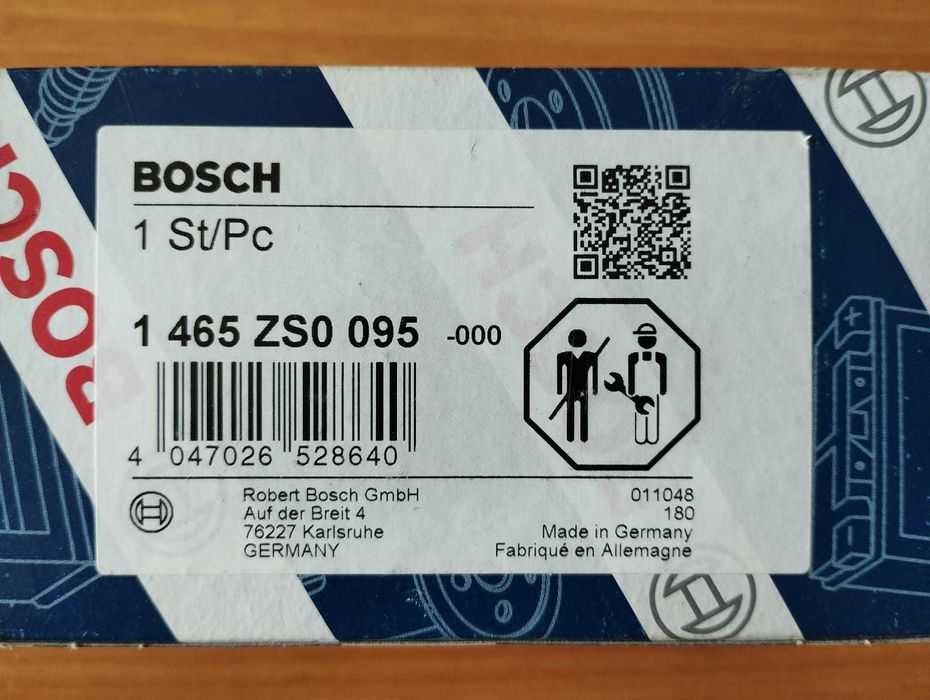 BOSCH
BOSCH
1 St/Pc
1 465 ZS0 095 -000
4 047026 528640
Robert Bosch GmbH
Auf der Breit 4
76227 Karlsruhe
GERMANY
011048
180
Made in Germany
Fabriqué en Allemagne